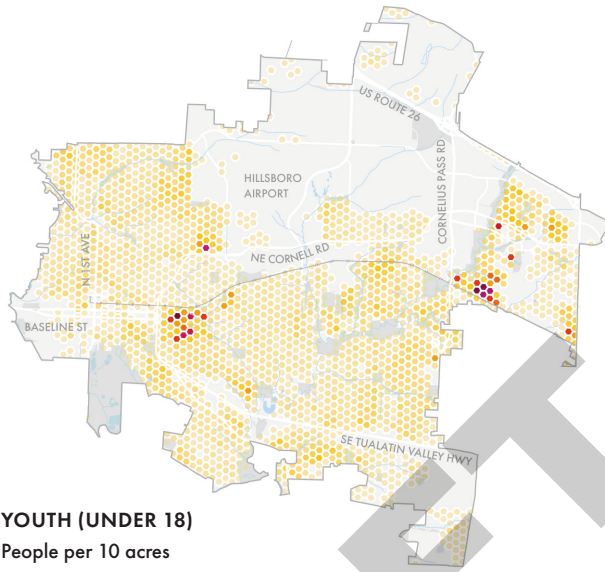 US ROUTE 26
CORNELIUS PASS RD
HILLSBORO
AIRPORT
N 1ST AVE
NE CORNELL RD
BASELINE ST
SE TUALATIN VALLEY HWY
YOUTH (UNDER 18)
People per 10 acres